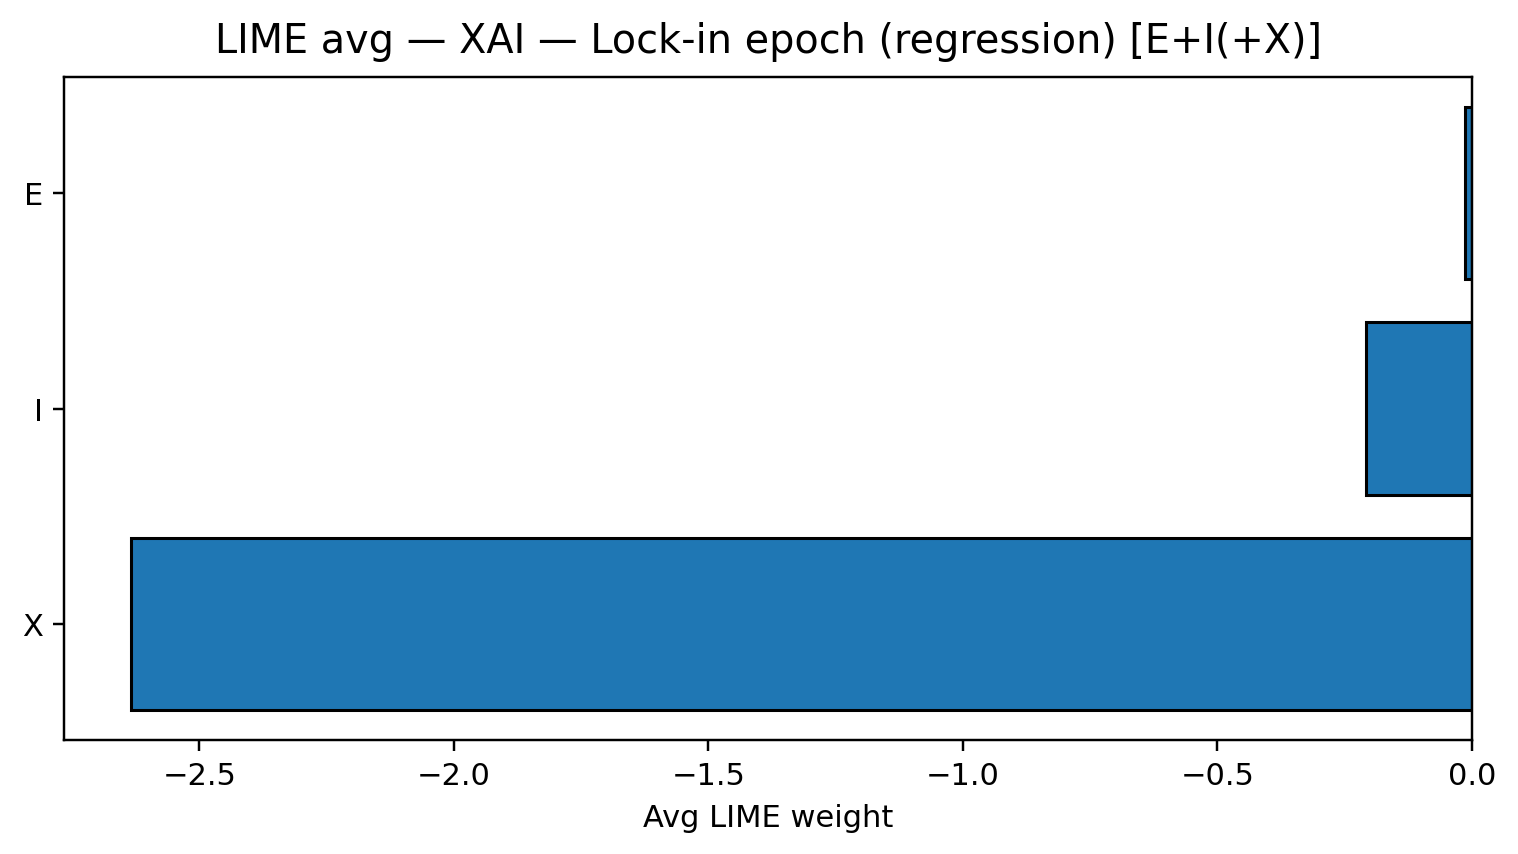 LIME avg — XAI — Lock-in epoch (regression) [E+I(+X)]
E
I
X
−2.5 −2.0 −1.5 −1.0 −0.5 0.0
Avg LIME weight